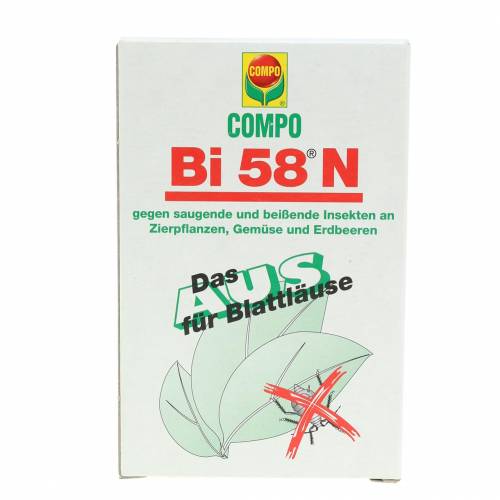 COMPO
®
COMPO
Bi 58® N
gegen saugende und beißende Insekten an
Zierpflanzen, Gemüse und Erdbeeren
Das
AUS
für Blattläuse